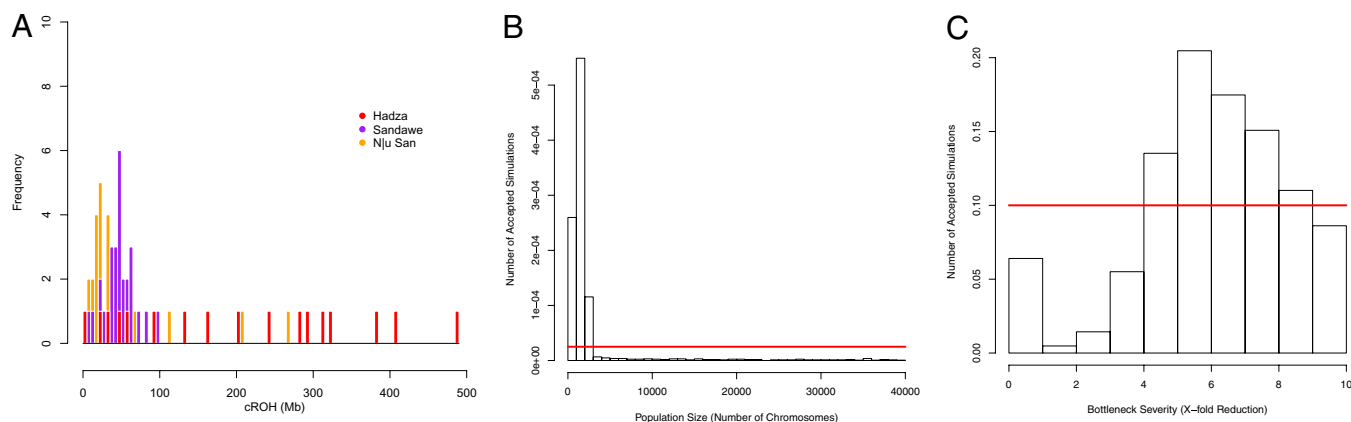 A
Frequency
10
8
6
4
2
0
Hadza
Sandawe
N|u San
0 100 200 300 400 500
cROH (Mb)
B
Number of Accepted Simulations
5e−04
4e−04
3e−04
2e−04
1e−04
0e+00
0 10000 20000 30000 40000
Population Size (Number of Chromosomes)
C
Number of Accepted Simulations
0.20
0.15
0.10
0.05
0.00
0 2 4 6 8 10
Bottleneck Severity (X−fold Reduction)